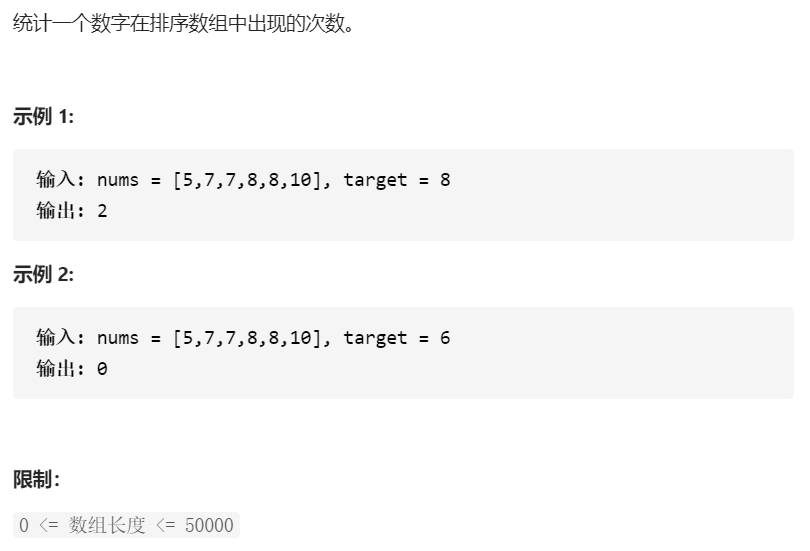 统计一个数字在排序数组中出现的次数。
示例 1:
输入: nums = [5,7,7,8,8,10], target = 8
输出: 2
示例 2:
输入: nums = [5,7,7,8,8,10], target = 6
输出: 0
限制：
0 <= 数组长度 <= 50000